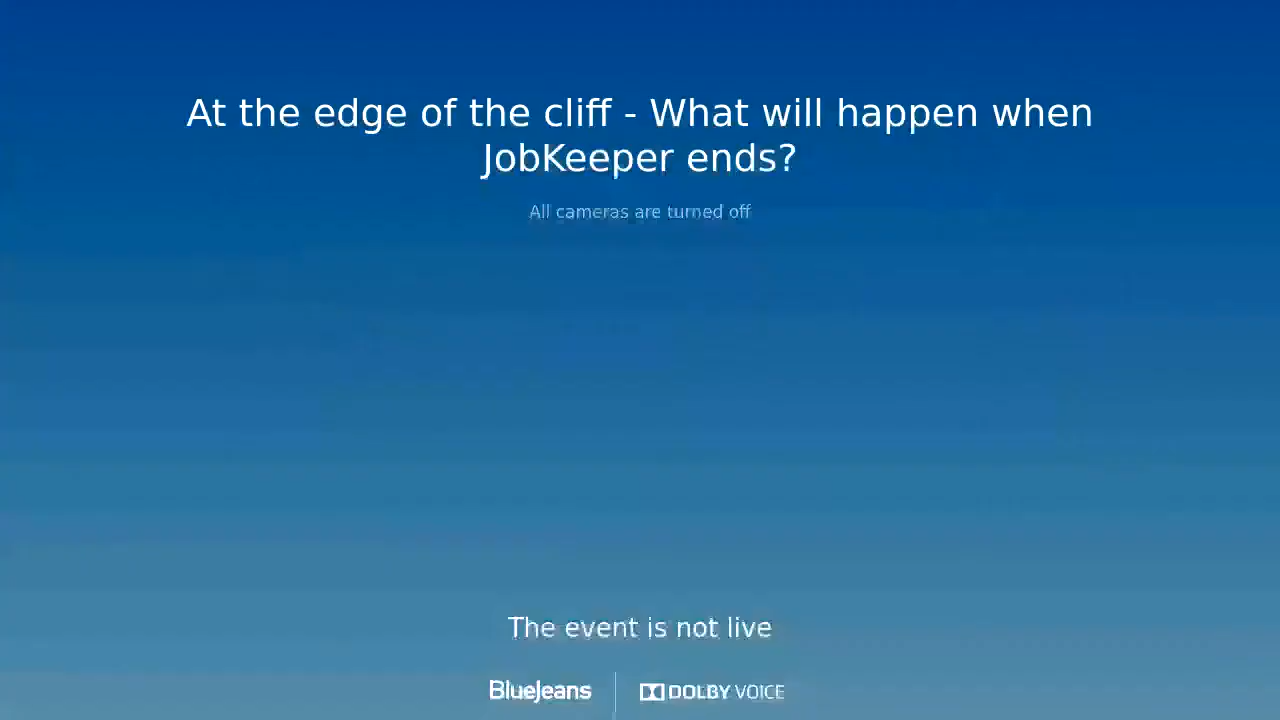 At the edge of the cliff - What will happen when
JobKeeper ends?
All cameras are turned off
The event is not live
BlueJeans
DOLBY VOICE